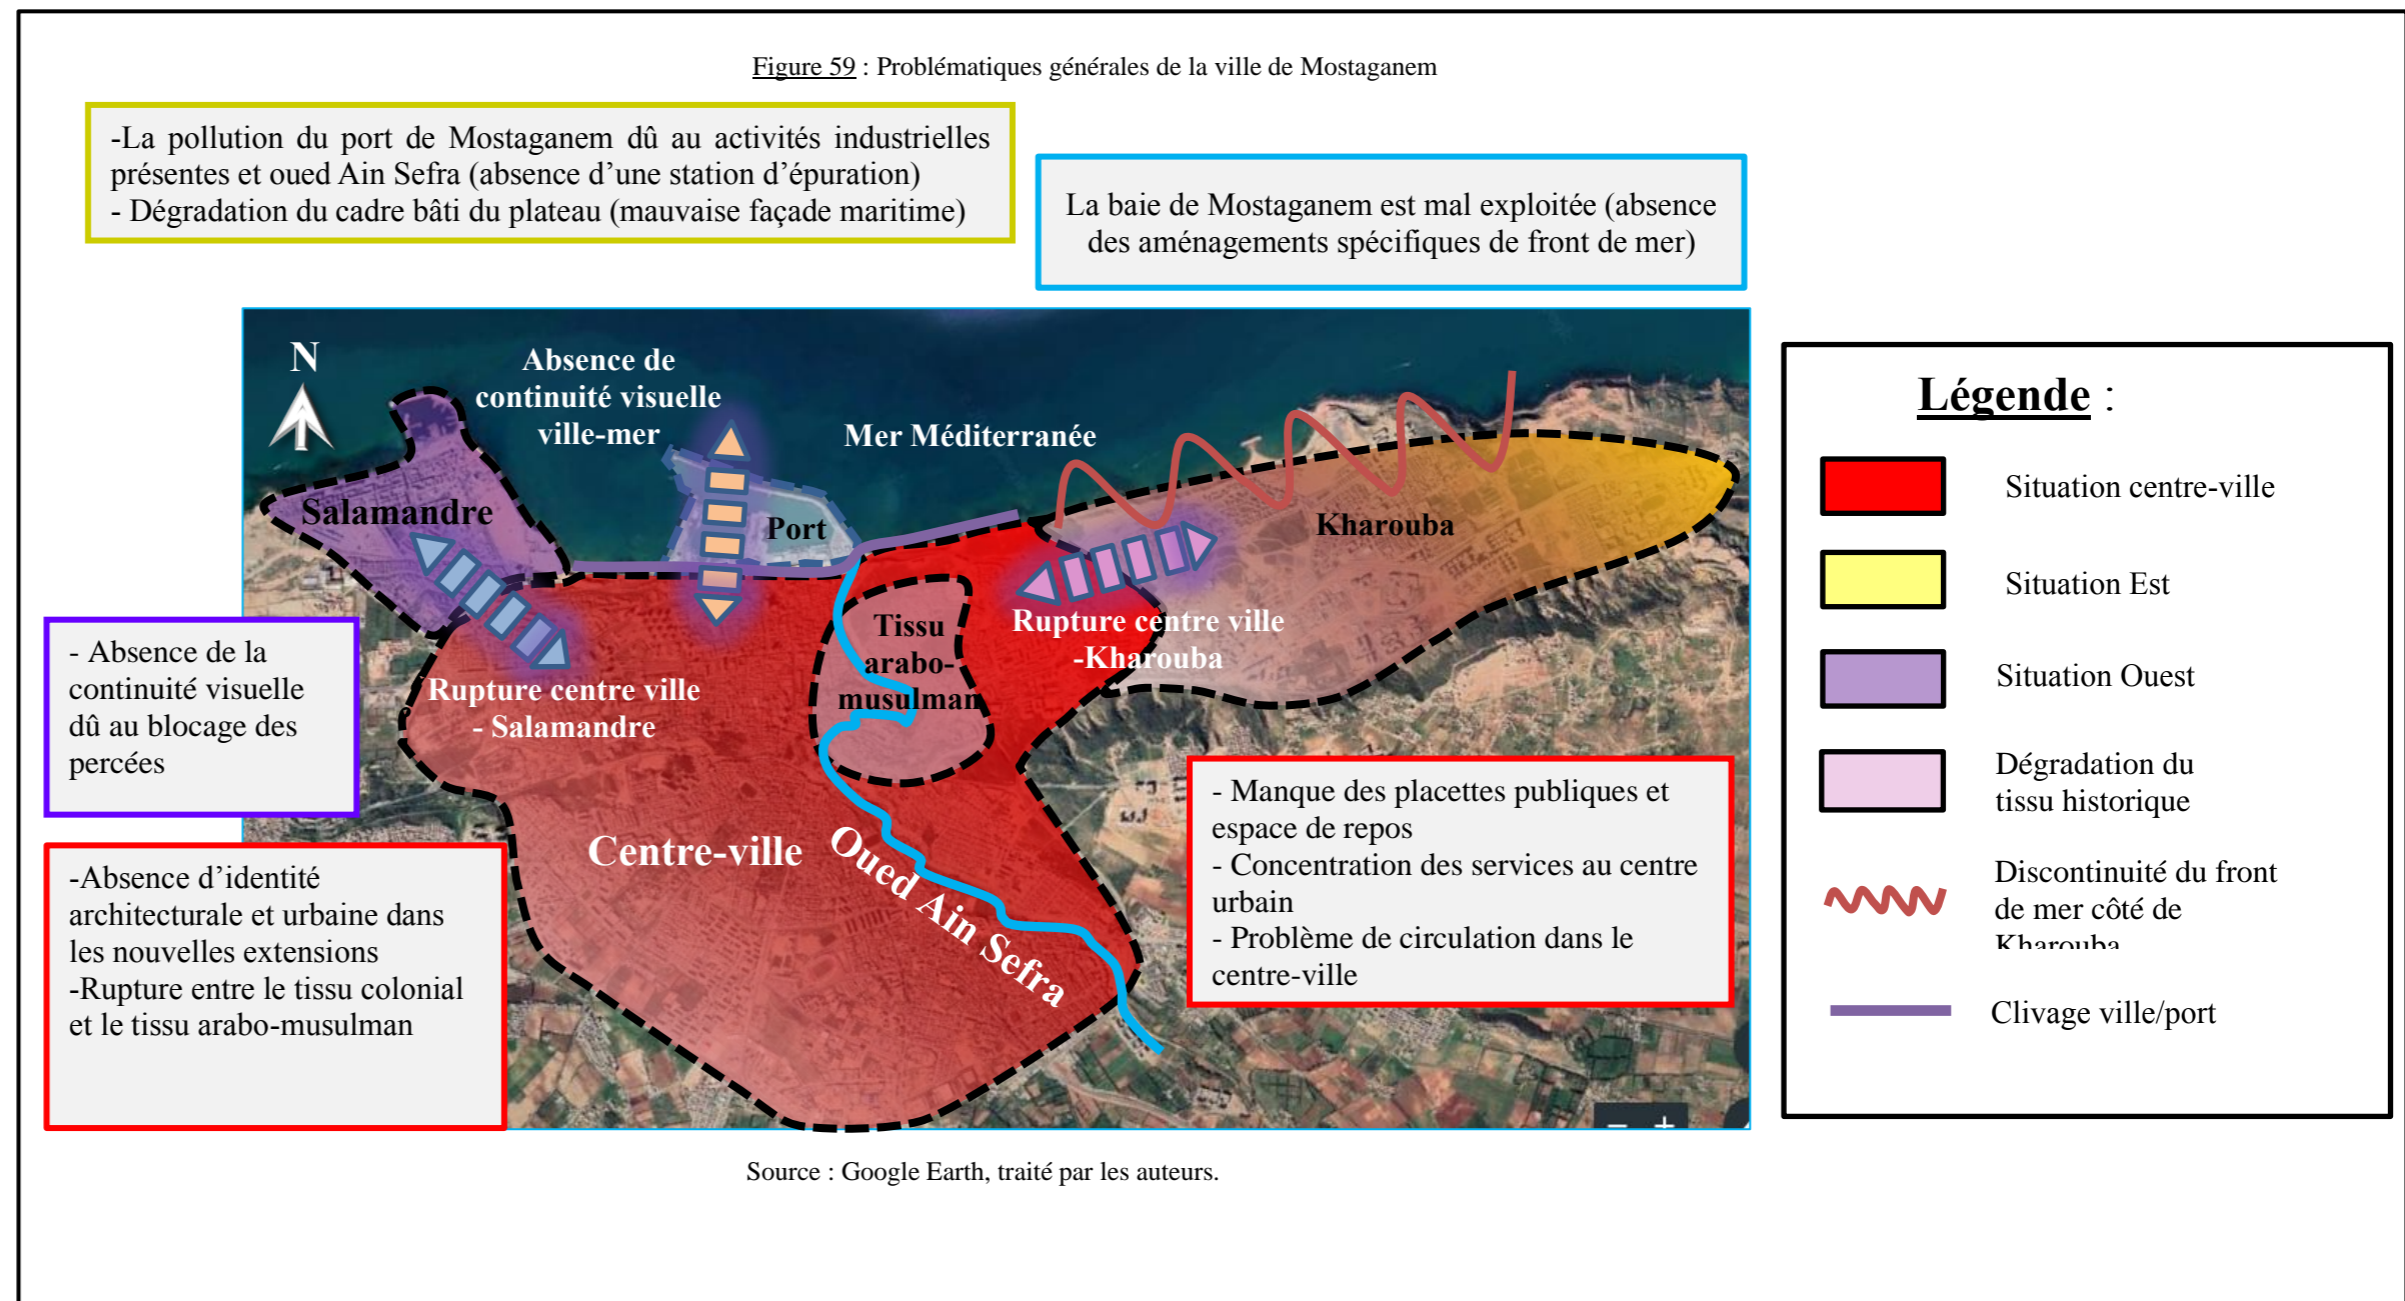 Figure 59 : Problématiques générales de la ville de Mostaganem
-La pollution du port de Mostaganem dû au activités industrielles
présentes et oued Ain Sefra (absence d’une station d’épuration)
- Dégradation du cadre bâti du plateau (mauvaise façade maritime)
La baie de Mostaganem est mal exploitée (absence
des aménagements spécifiques de front de mer)
N
Absence de
continuité visuelle
ville-mer
Mer Méditerranée
Salamandre
Port
Kharouba
Tissu
arabo-
musulman
Rupture centre ville
-Kharouba
Rupture centre ville
- Salamandre
Centre-ville
Oued Ain Sefra
- Absence de la
continuité visuelle
dû au blocage des
percées
-Absence d’identité
architecturale et urbaine dans
les nouvelles extensions
-Rupture entre le tissu colonial
et le tissu arabo-musulman
- Manque des placettes publiques et
espace de repos
- Concentration des services au centre
urbain
- Problème de circulation dans le
centre-ville
Légende :
Situation centre-ville
Situation Est
Situation Ouest
Dégradation du
tissu historique
Discontinuité du front
de mer côté de
Kharouba
Clivage ville/port
Source : Google Earth, traité par les auteurs.